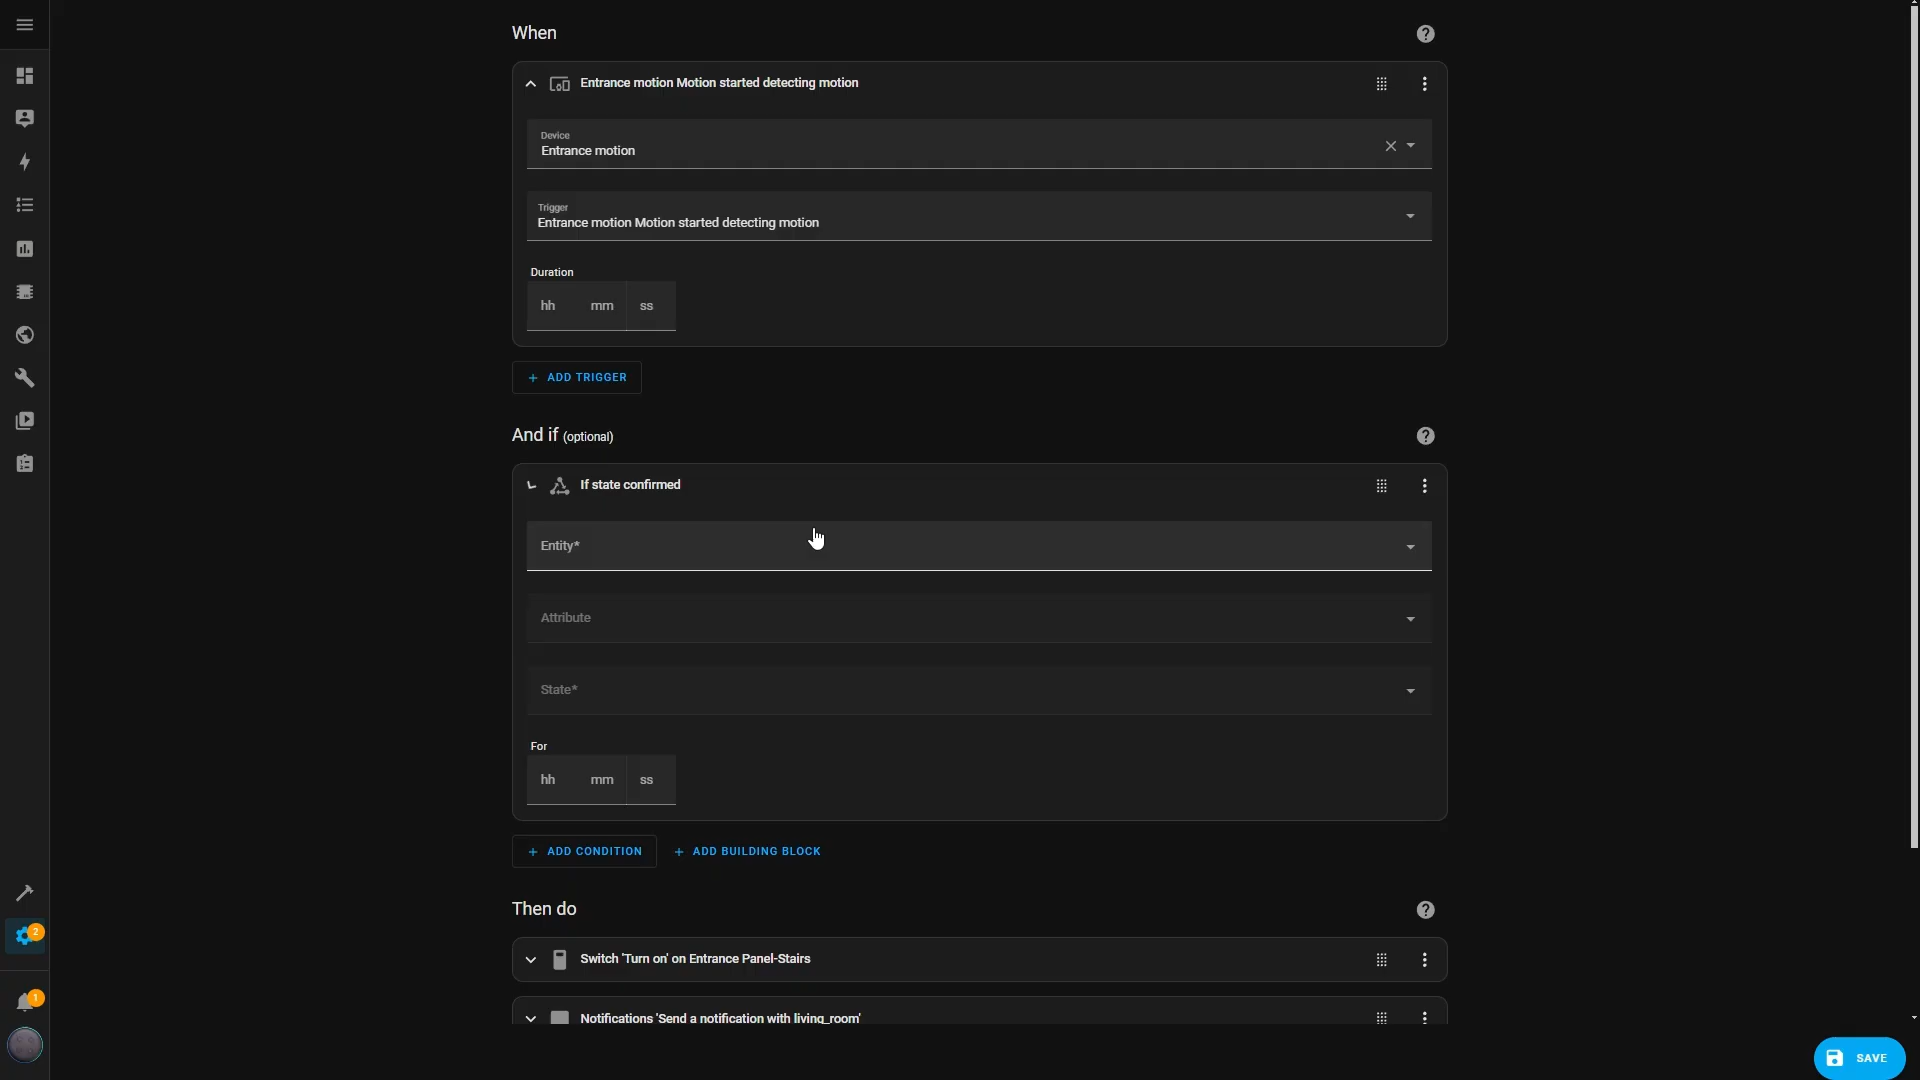 When
Entrance motion Motion started detecting motion
Device
Entrance motion
Trigger
Entrance motion Motion started detecting motion
Duration
hh mm ss
+ ADD TRIGGER
And if (optional)
If state confirmed
Entity*
Attribute
State*
For
hh mm ss
+ ADD CONDITION + ADD BUILDING BLOCK
Then do
2
Switch 'Turn on' on Entrance Panel-Stairs
1
Notifications 'Send a notification with living_room'
SAVE